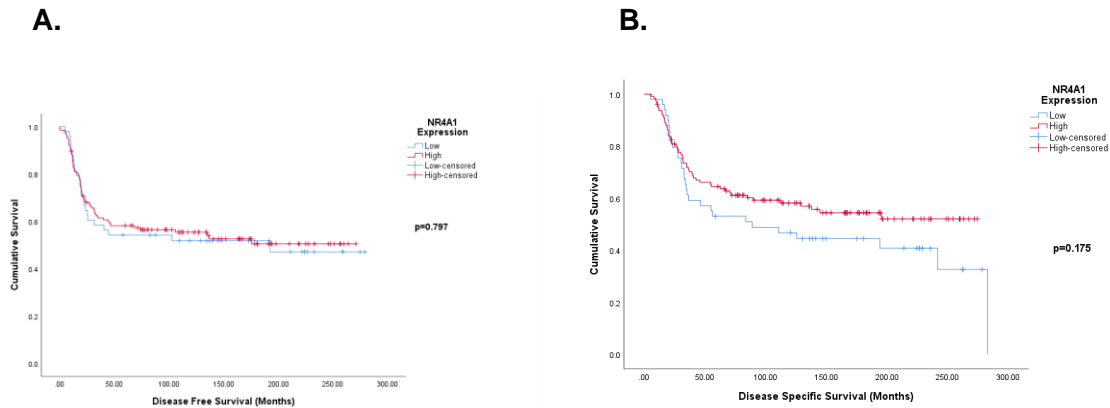 A.
NR4A1
Expression
Low
High
Low-censored
High-censored
p=0.797
Cumulative Survival
1.0
0.8
0.6
0.4
0.2
0.0
.00 50.00 100.00 150.00 200.00 250.00 300.00
Disease Free Survival (Months)
B.
NR4A1
Expression
Low
High
Low-censored
High-censored
p=0.175
Cumulative Survival
1.0
0.8
0.6
0.4
0.2
0.0
.00 50.00 100.00 150.00 200.00 250.00 300.00
Disease Specific Survival (Months)